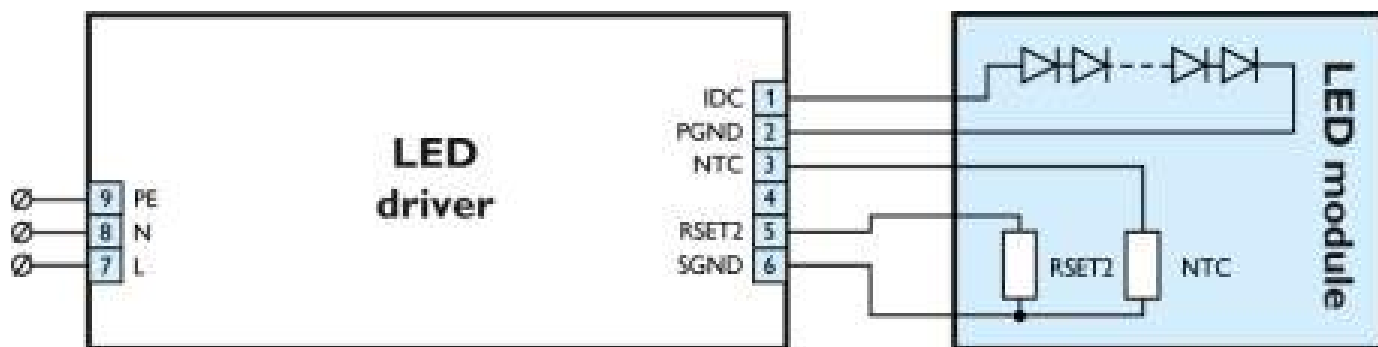 LED
driver
9 PE
8 N
7 L
IDC 1
PGND 2
NTC 3
4
RSET2 5
SGND 6
RSET2
NTC
LED module